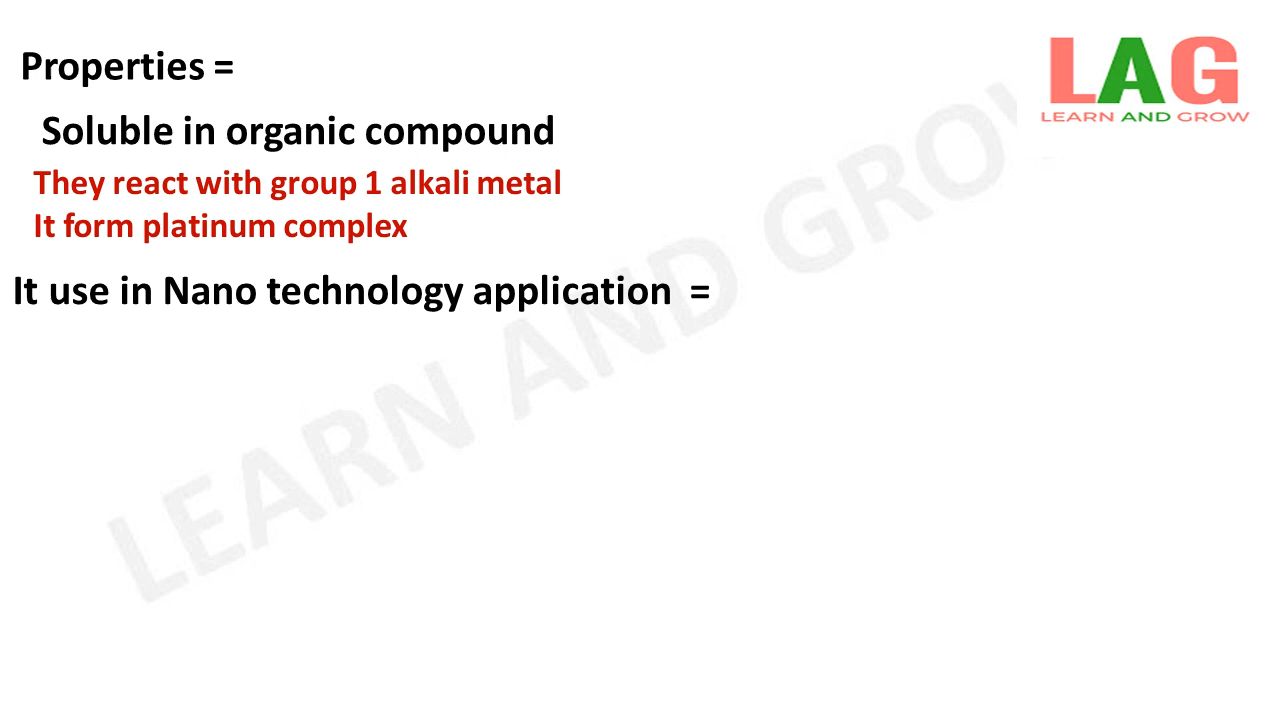 Properties =
LAG
LEARN AND GROW
Soluble in organic compound
They react with group 1 alkali metal
It form platinum complex
It use in Nano technology application =
LEARN AND GROW